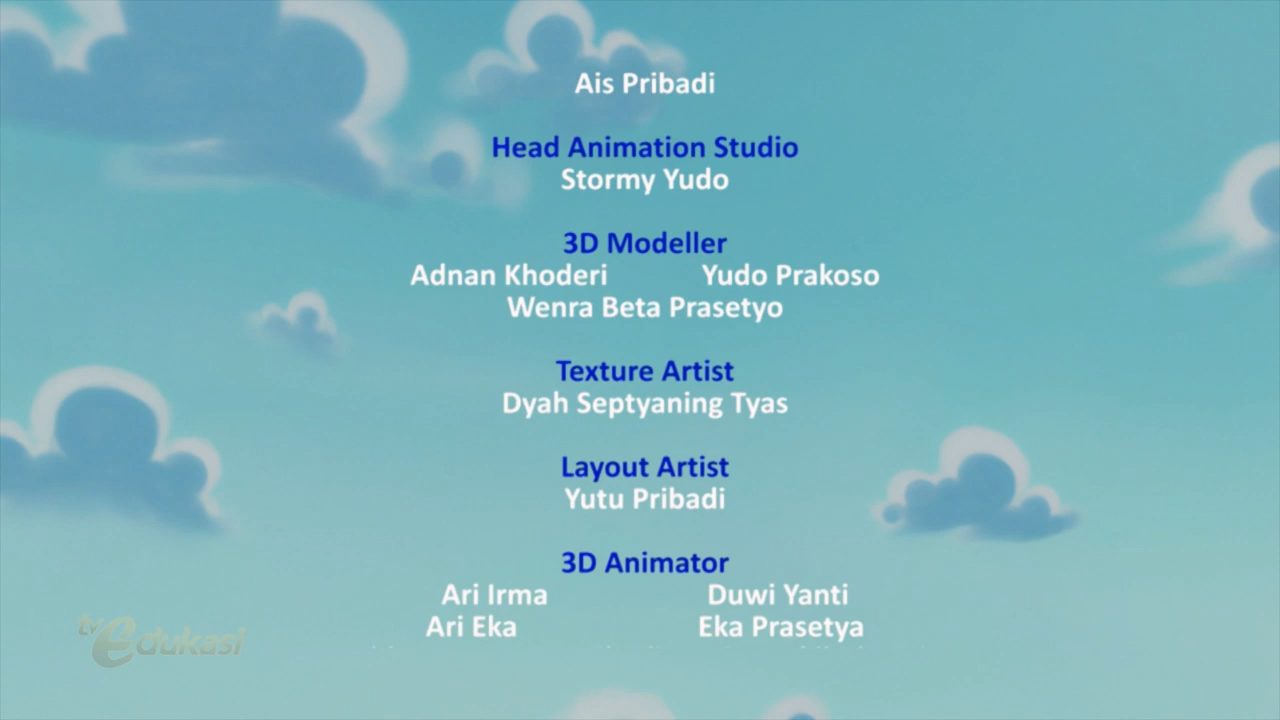 Ais Pribadi
Head Animation Studio
Stormy Yudo
3D Modeller
Adnan Khoderi Yudo Prakoso
Wenra Beta Prasetyo
Texture Artist
Dyah Septyaning Tyas
Layout Artist
Yutu Pribadi
3D Animator
Ari Irma Duwi Yanti
Ari Eka Eka Prasetya
tv edukasi